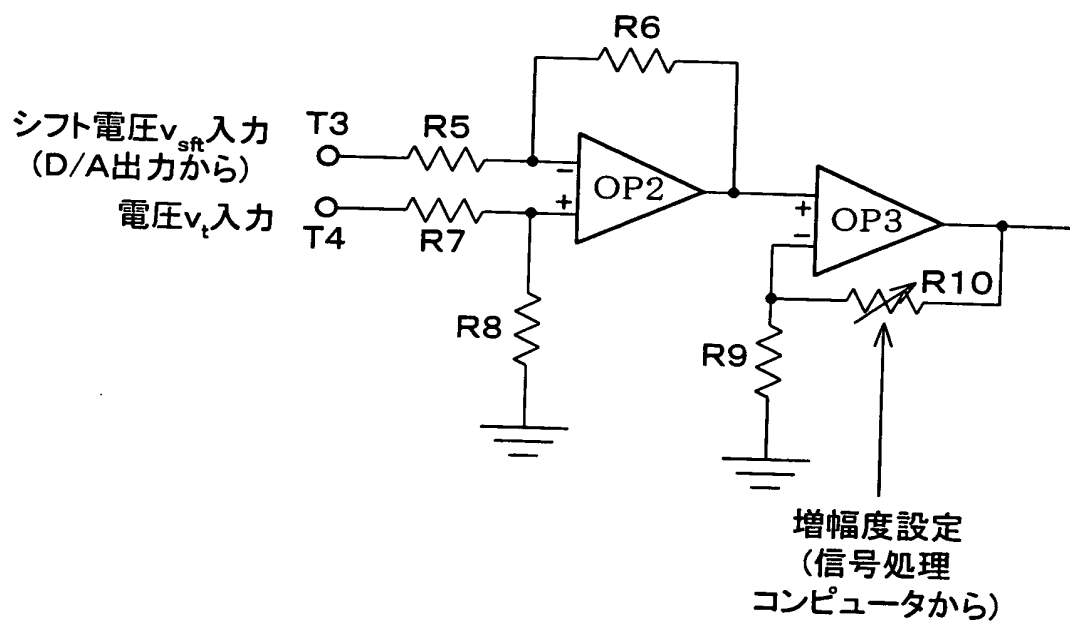 R6
シフト電圧vsft入力
(D/A出力から)
T3
R5
電圧vt入力
T4
R7
-
+
OP2
R8
+
-
OP3
R10
R9
増幅度設定
(信号処理
コンピュータから)